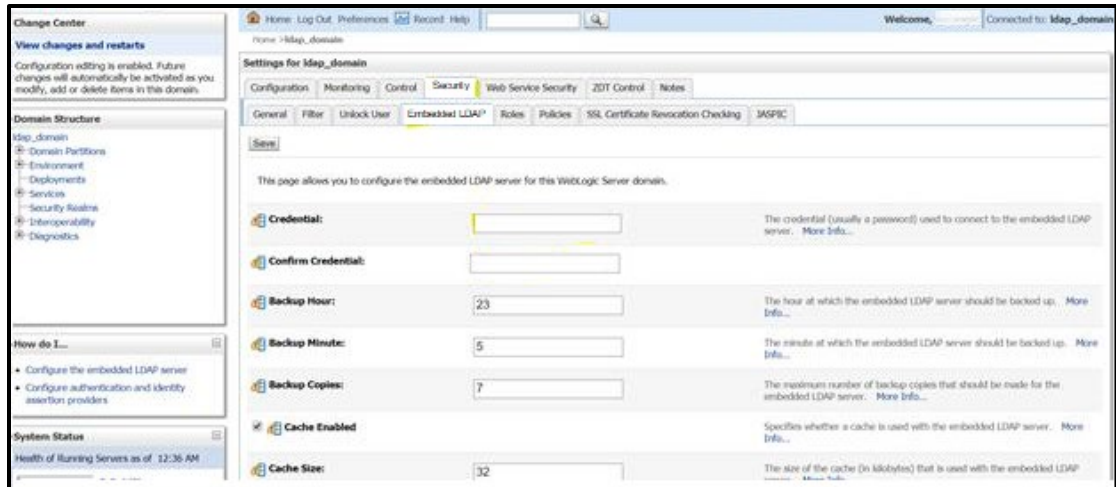 Change Center
View changes and restarts
Configuration editing is enabled. Future
changes will automatically be activated as you
modify, add or delete items in this domain.
Domain Structure
ldap_domain
Domain Partitions
Environment
Deployments
Services
Security Realms
Interoperability
Diagnostics
How do I...
Configure the embedded LDAP server
Configure authentication and identity
assertion providers
System Status
Health of Running Servers as of 12:36 AM
Home Log Out Preferences Record Help
Welcome, Connected to: ldap_domain
Home >ldap_domain
Settings for ldap_domain
Configuration Monitoring Control Security Web Service Security ZDT Control Notes
General Filter Unlock User Embedded LDAP Roles Policies SSL Certificate Revocation Checking JASPIC
Save
This page allows you to configure the embedded LDAP server for this WebLogic Server domain.
Credential: The credential (usually a password) used to connect to the embedded LDAP
server. More Info...
Confirm Credential:
Backup Hour: 23 The hour at which the embedded LDAP server should be backed up. More
Info...
Backup Minute: 5 The minute at which the embedded LDAP server should be backed up. More
Info...
Backup Copies: 7 The maximum number of backup copies that should be made for the
embedded LDAP server. More Info...
Cache Enabled Specifies whether a cache is used with the embedded LDAP server. More
Info...
Cache Size: 32 The size of the cache (in kilobytes) that is used with the embedded LDAP
server. More Info...